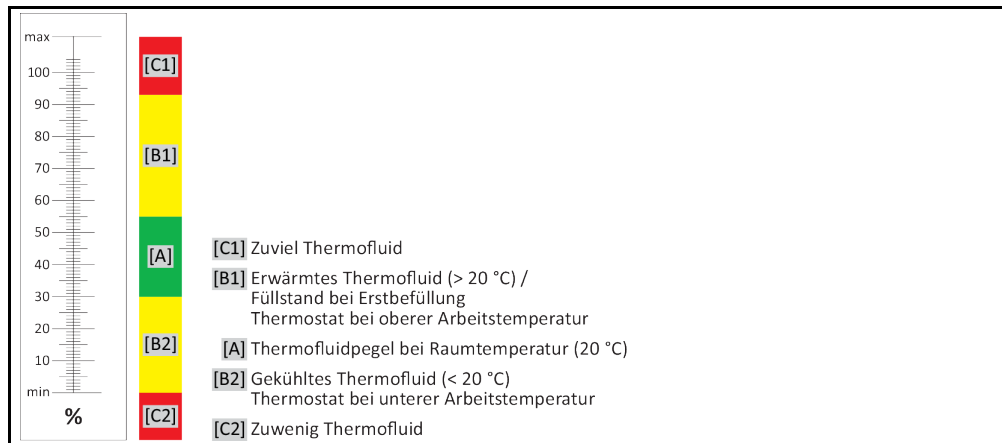 max
100
90
80
70
60
50
40
30
20
10
min
%
[C1]
[B1]
[A]
[B2]
[C2]
[C1] Zuviel Thermofluid
[B1] Erwärmtes Thermofluid (> 20 °C) /
Füllstand bei Erstbefüllung
Thermostat bei oberer Arbeitstemperatur
[A] Thermofluidpegel bei Raumtemperatur (20 °C)
[B2] Gekühltes Thermofluid (< 20 °C)
Thermostat bei unterer Arbeitstemperatur
[C2] Zuwenig Thermofluid